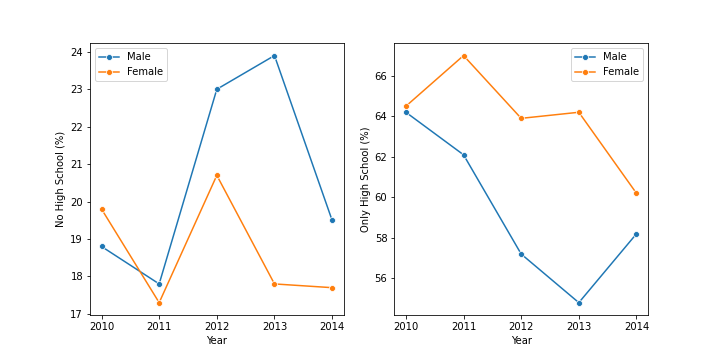 Male
Female
24
23
22
21
20
19
18
17
No High School (%)
2010 2011 2012 2013 2014
Year
Male
Female
66
64
62
60
58
56
Only High School (%)
2010 2011 2012 2013 2014
Year